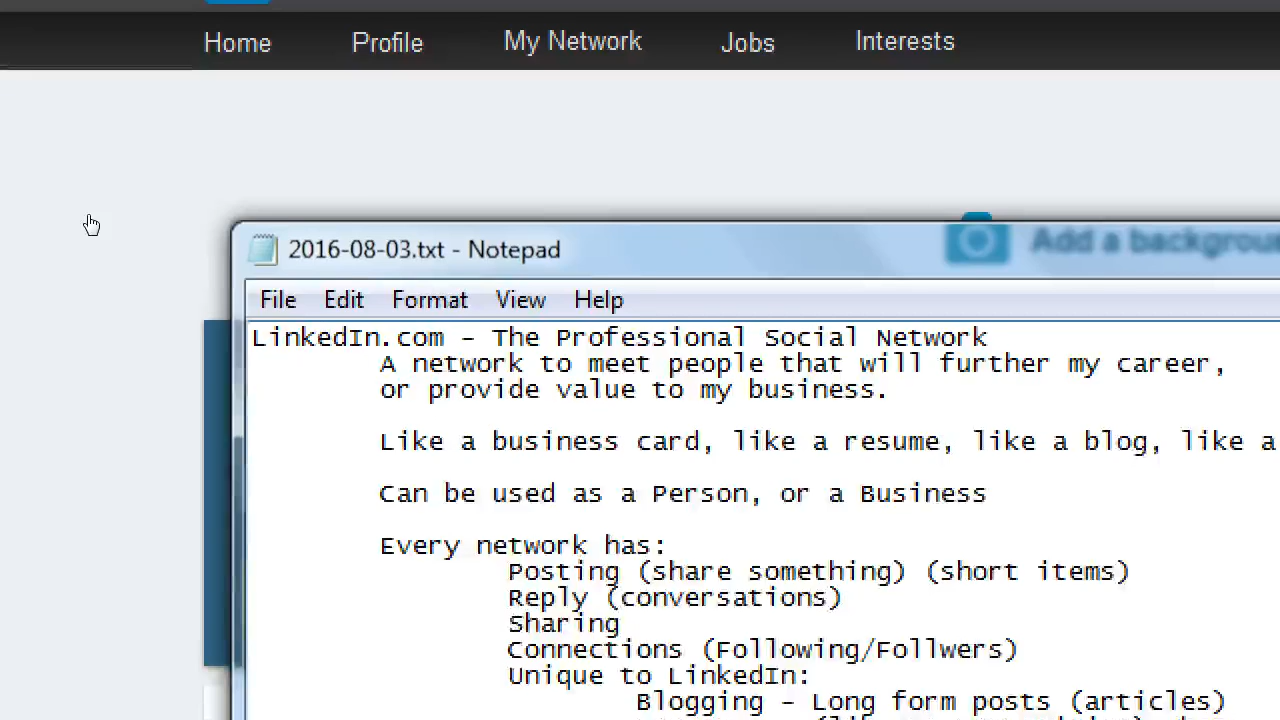 Home Profile My Network Jobs Interests
Add a backgrou
2016-08-03.txt - Notepad
File Edit Format View Help
LinkedIn.com - The Professional Social Network
A network to meet people that will further my career,
or provide value to my business.
Like a business card, like a resume, like a blog, like a
Can be used as a Person, or a Business
Every network has:
Posting (share something) (short items)
Reply (conversations)
Sharing
Connections (Following/Follwers)
Unique to LinkedIn:
Blogging - Long form posts (articles)